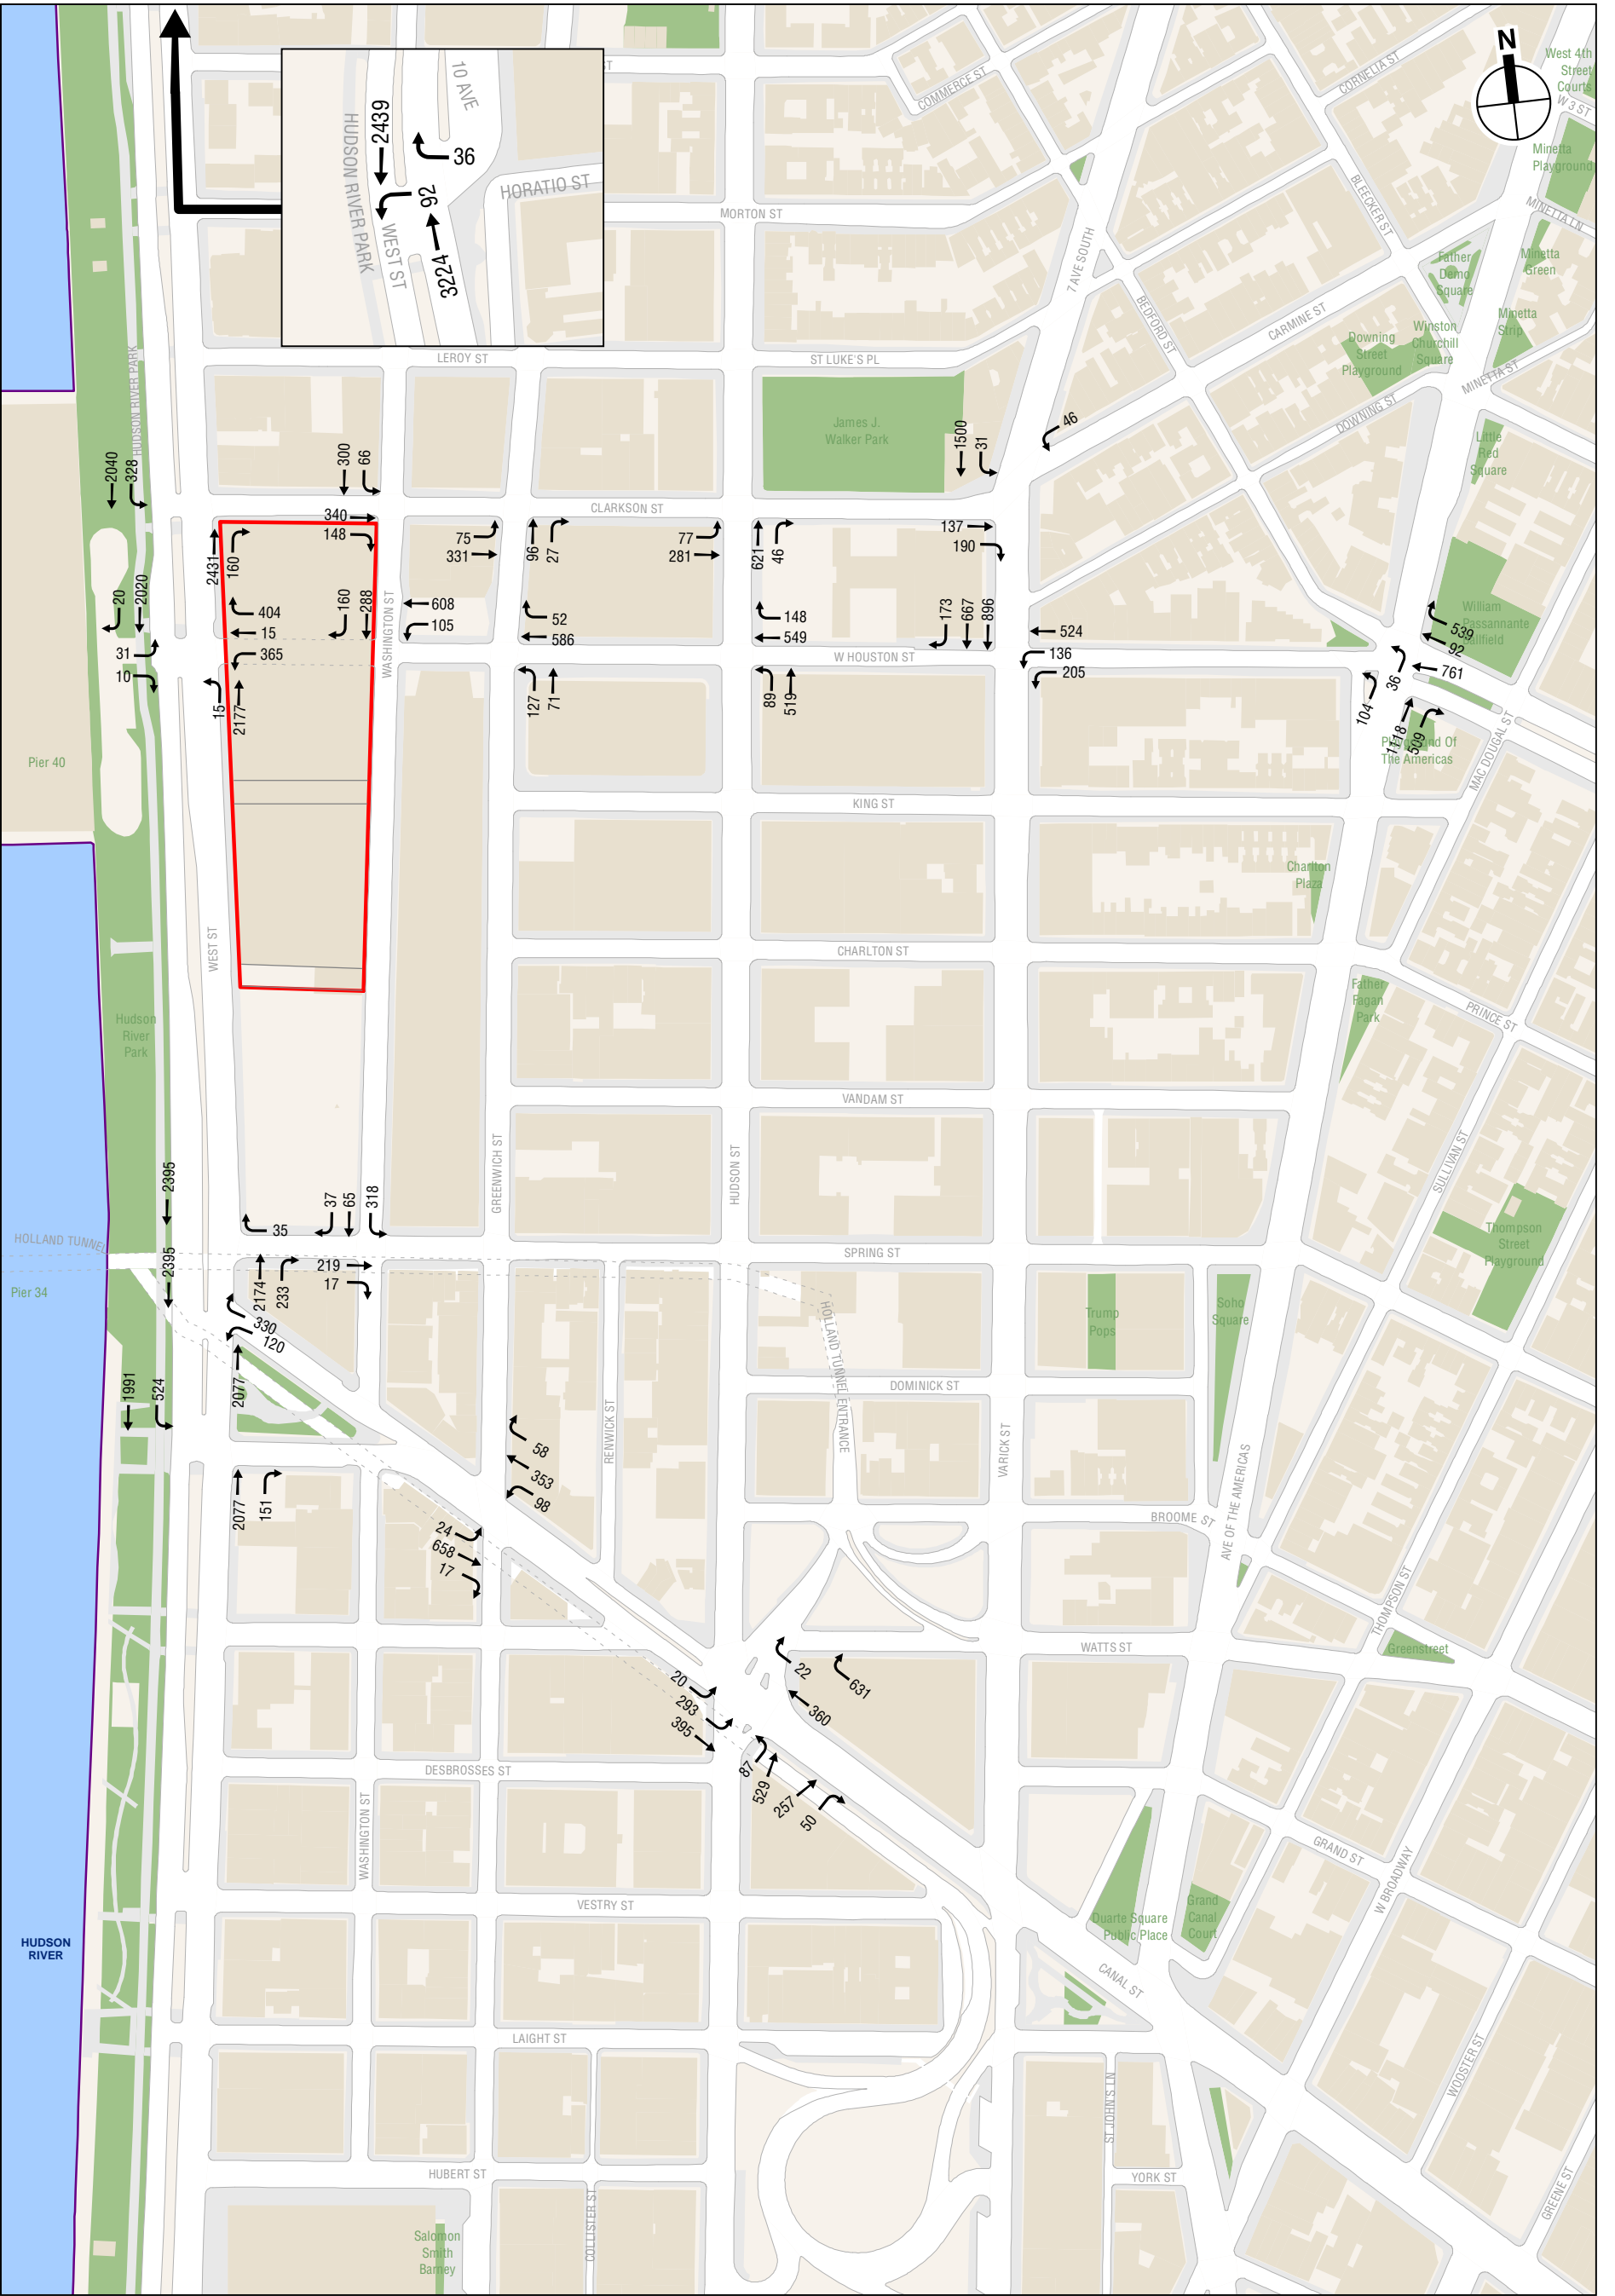 N
West 4th
Street/
Courts
W 3 ST
CORNELIA ST
COMMERCE ST
ST
Minetta
Playground
MINETTA LN
BLEECKER ST
10 AVE
2439
36
HUDSON RIVER PARK
HORATIO ST
92
WEST ST
3224
MORTON ST
7 AVE SOUTH
Father
Demo
Square
Minetta
Green
Minetta
Strip
BEDFORD ST
CARMINE ST
Winston
Churchill
Square
Downing
Street
Playground
MINETTA ST
DOWNING ST
LEROY ST
ST LUKE'S PL
HUDSON RIVER PARK
James J.
Walker Park
46
1500
31
Little
Red
Square
2040
328
300
66
CLARKSON ST
340
148
2431
160
75
331
96
27
77
281
621
46
137
190
20
2020
404
15
160
288
365
WASHINGTON ST
608
105
52
586
148
549
173
667
896
524
136
205
W HOUSTON ST
William
Passannante
Ballfield
539
92
761
36
104
1118
509
Playground Of
The Americas
MAC DOUGAL ST
31
10
15
2177
127
71
89
519
Pier 40
KING ST
Charlton
Plaza
WEST ST
CHARLTON ST
Father
Fagan
Park
PRINCE ST
Hudson
River
Park
VANDAM ST
GREENWICH ST
HUDSON ST
SULLIVAN ST
2395
37
65
318
35
Thompson
Street
Playground
HOLLAND TUNNEL
2395
SPRING ST
219
17
2174
233
Pier 34
330
120
HOLLAND TUNNEL ENTRANCE
Trump
Pops
Soho
Square
2077
1991
524
DOMINICK ST
RENWICK ST
58
353
98
VARICK ST
AVE OF THE AMERICAS
2077
151
BROOME ST
24
658
17
THOMPSON ST
WATTS ST
Greenstreet
22
631
360
20
293
395
87
529
257
50
DESBROSSES ST
WASHINGTON ST
GRAND ST
W BROADWAY
VESTRY ST
Duarte Square
Public Place
Grand
Canal
Court
HUDSON
RIVER
CANAL ST
LAIGHT ST
WOOSTER ST
ST JOHN'S LN
HUBERT ST
YORK ST
GREENE ST
COLLISTER ST
Salomon
Smith
Barney